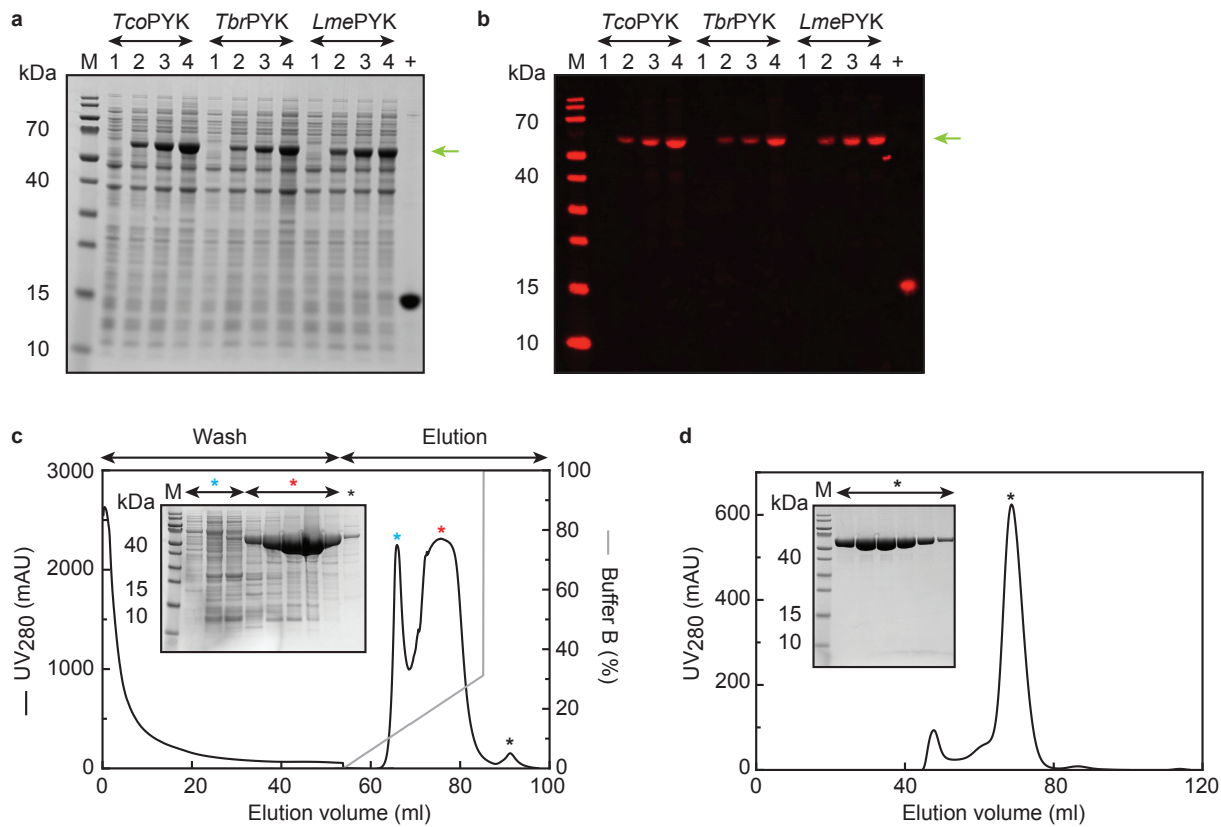 a
TcoPYK TbrPYK LmePYK
kDa M 1 2 3 4 1 2 3 4 1 2 3 4 +
70
40
15
10
b
TcoPYK TbrPYK LmePYK
kDa M 1 2 3 4 1 2 3 4 1 2 3 4 +
70
40
15
10
c
Wash Elution
3000
2000
1000
0
UV280 (mAU)
M * * *
kDa
40
15
10
* * *
100
80
60
40
20
0
Buffer B (%)
0 20 40 60 80 100
Elution volume (ml)
d
600
400
200
0
UV280 (mAU)
M *
kDa
40
15
10
*
0 40 80 120
Elution volume (ml)